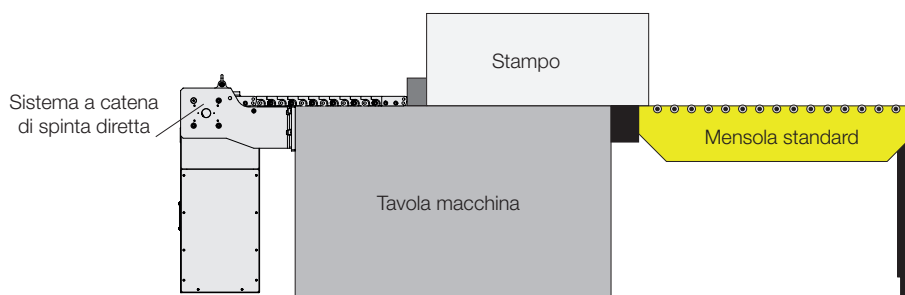 Stampo
Sistema a catena
di spinta diretta
Mensola standard
Tavola macchina